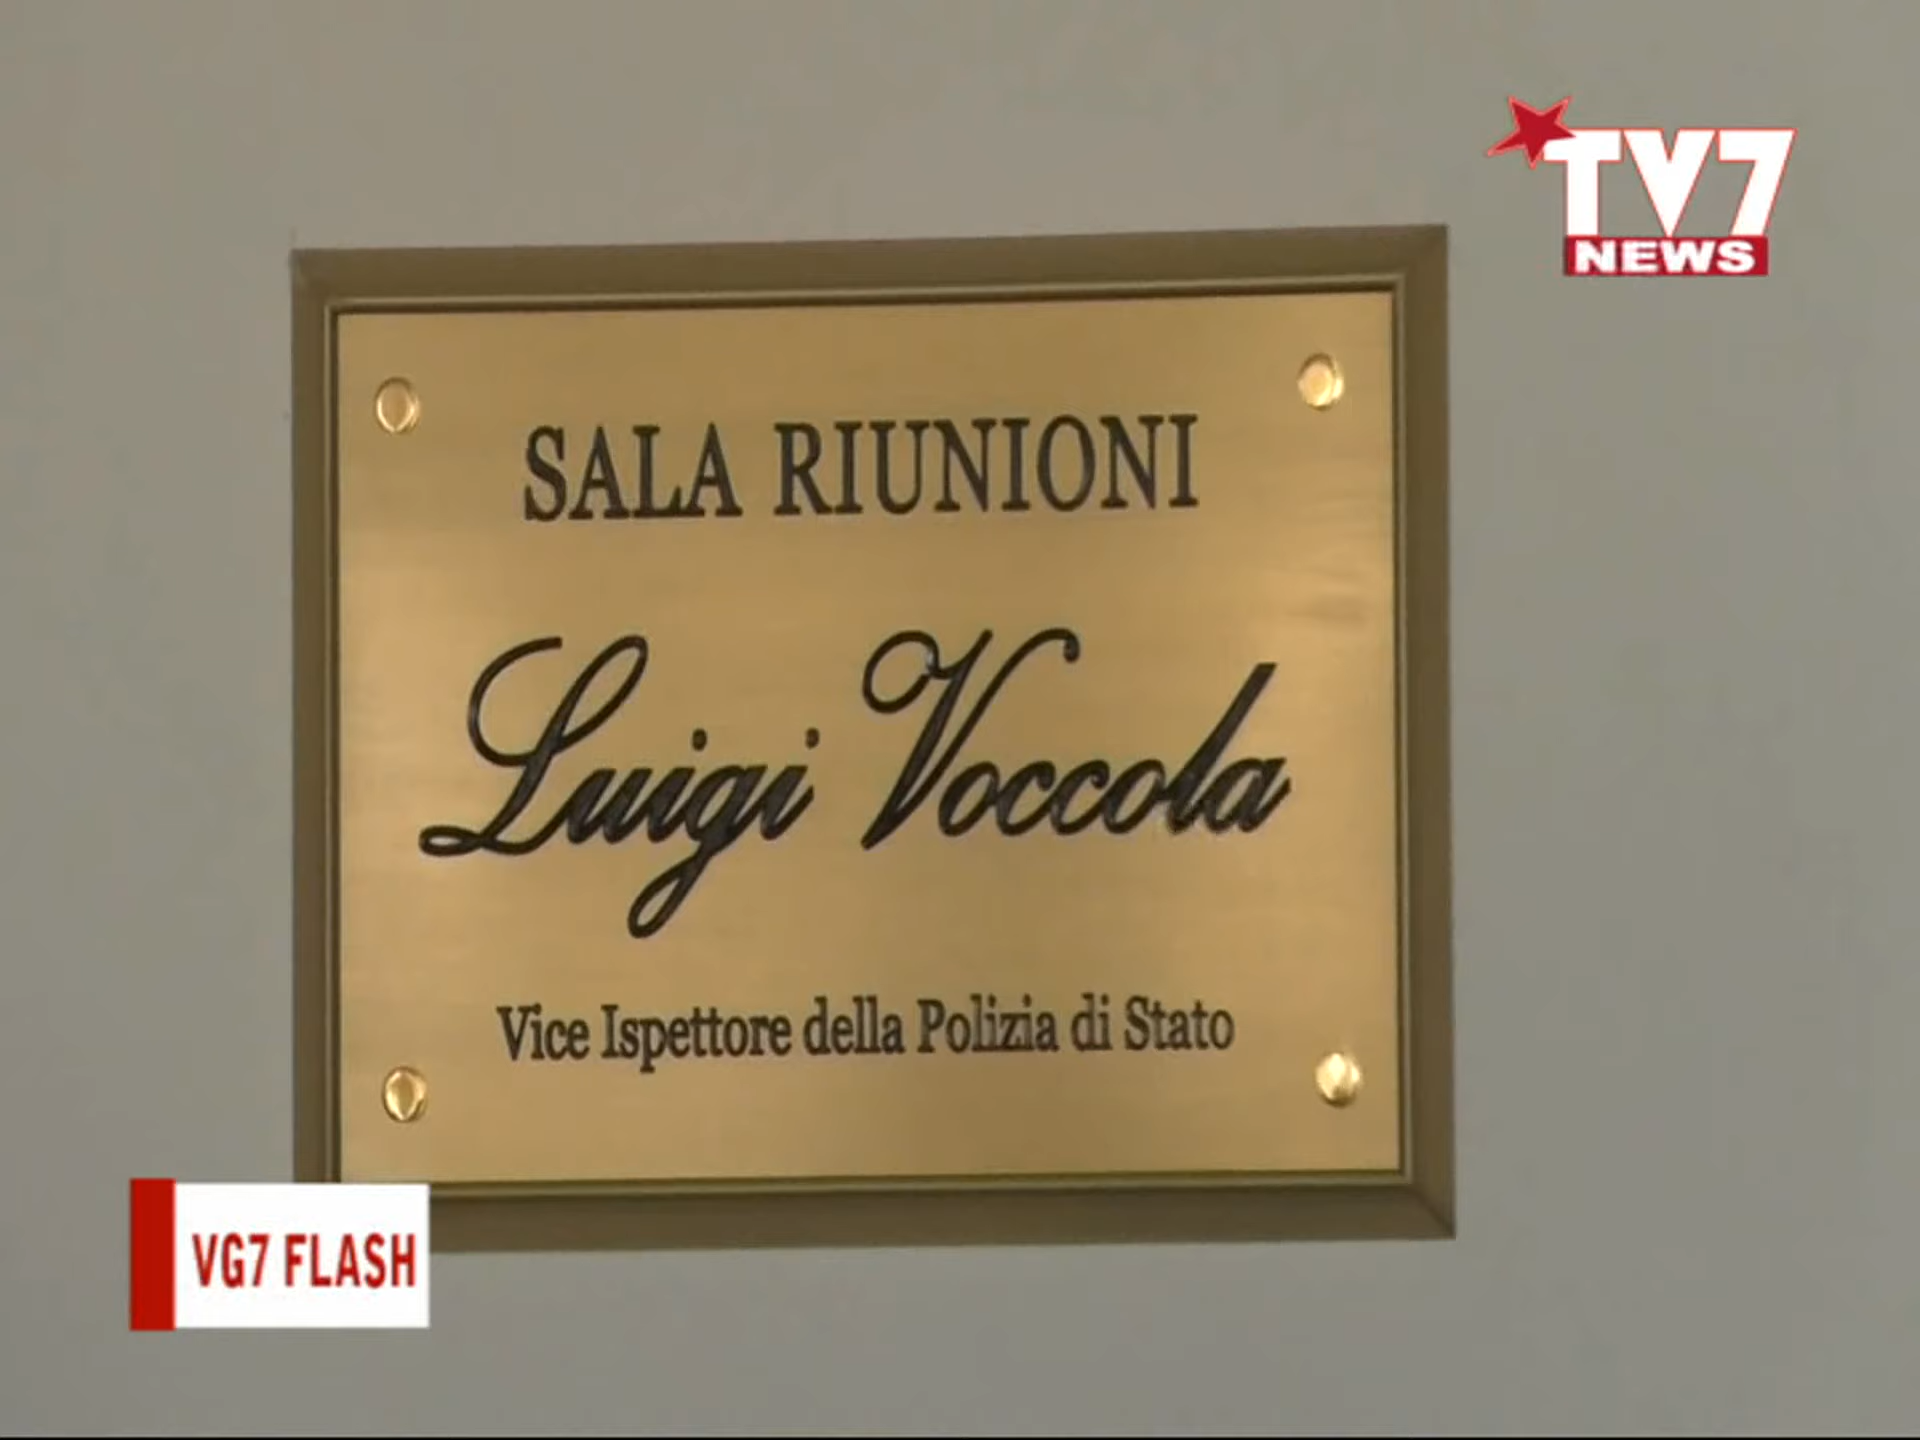 TV7
NEWS
SALA RIUNIONI
Luigi Voccola
Vice Ispettore della Polizia di Stato
VG7 FLASH